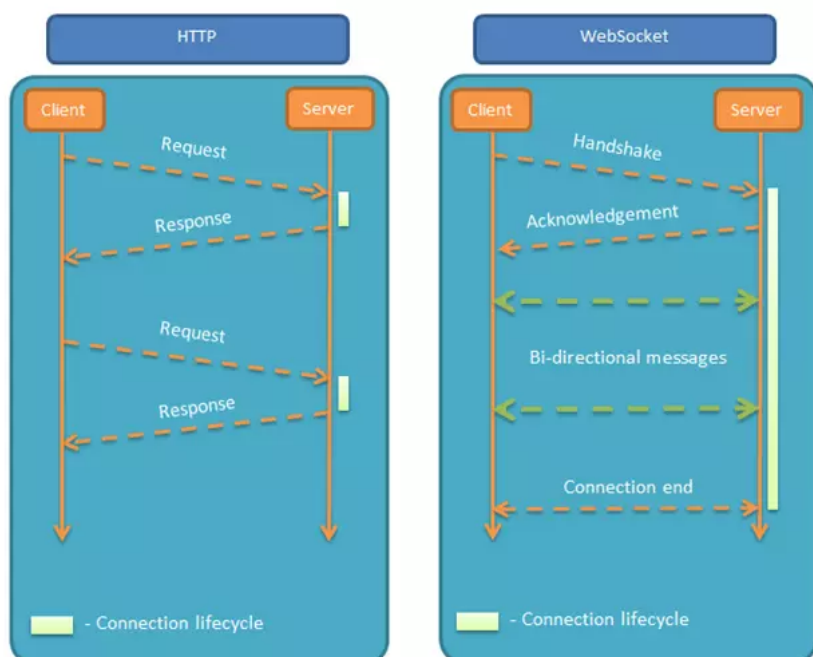 HTTP
Client
Server
Request
Response
Request
Response
- Connection lifecycle
WebSocket
Client
Server
Handshake
Acknowledgement
Bi-directional messages
Connection end
- Connection lifecycle